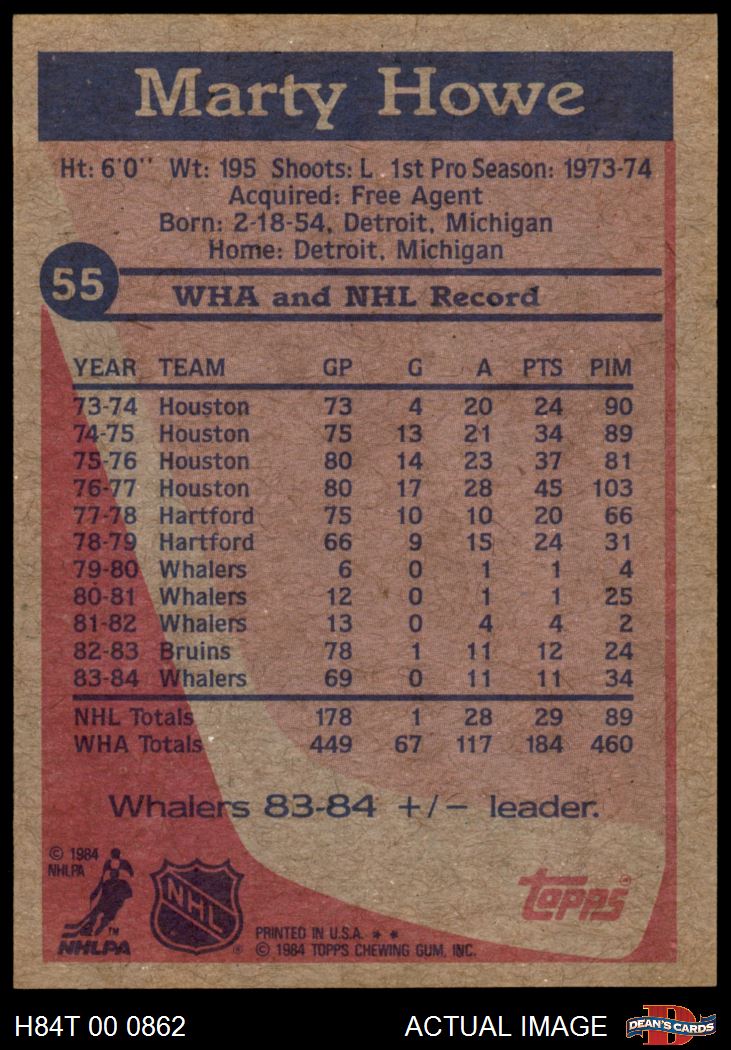 Marty Howe
Ht: 6'0'' Wt: 195 Shoots: L 1st Pro Season: 1973-74
Acquired: Free Agent
Born: 2-18-54, Detroit, Michigan
Home: Detroit, Michigan
55
WHA and NHL Record
YEAR TEAM GP G A PTS PIM
73-74 Houston 73 4 20 24 90
74-75 Houston 75 13 21 34 89
75-76 Houston 80 14 23 37 81
76-77 Houston 80 17 28 45 103
77-78 Hartford 75 10 10 20 66
78-79 Hartford 66 9 15 24 31
79-80 Whalers 6 0 1 1 4
80-81 Whalers 12 0 1 1 25
81-82 Whalers 13 0 4 4 2
82-83 Bruins 78 1 11 12 24
83-84 Whalers 69 0 11 11 34
NHL Totals 178 1 28 29 89
WHA Totals 449 67 117 184 460
Whalers 83-84 +/- leader.
© 1984
NHLPA
TM
NHLPA
NHL
®
topps®
PRINTED IN U.S.A. * *
© 1984 TOPPS CHEWING GUM, INC.
H84T 00 0862
ACTUAL IMAGE
D
DEAN'S CARDS